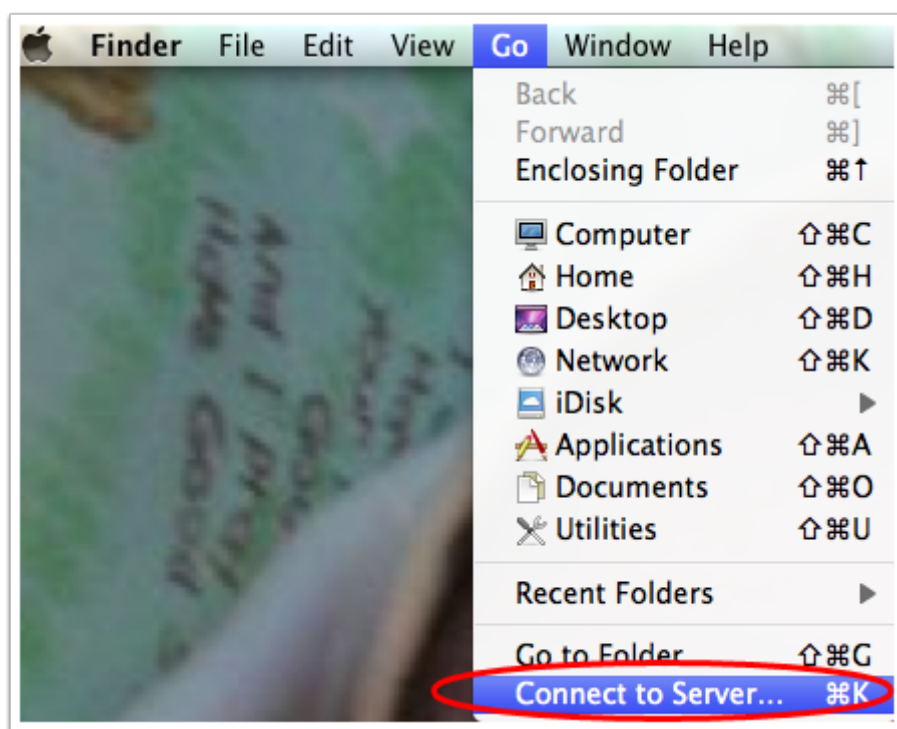 Finder File Edit View Go Window Help
Back ⌘[
Forward ⌘]
Enclosing Folder ⌘↑
Computer ⇧⌘C
Home ⇧⌘H
Desktop ⇧⌘D
Network ⇧⌘K
iDisk ▶
Applications ⇧⌘A
Documents ⇧⌘O
Utilities ⇧⌘U
Recent Folders ▶
Go to Folder ⇧⌘G
Connect to Server... ⌘K